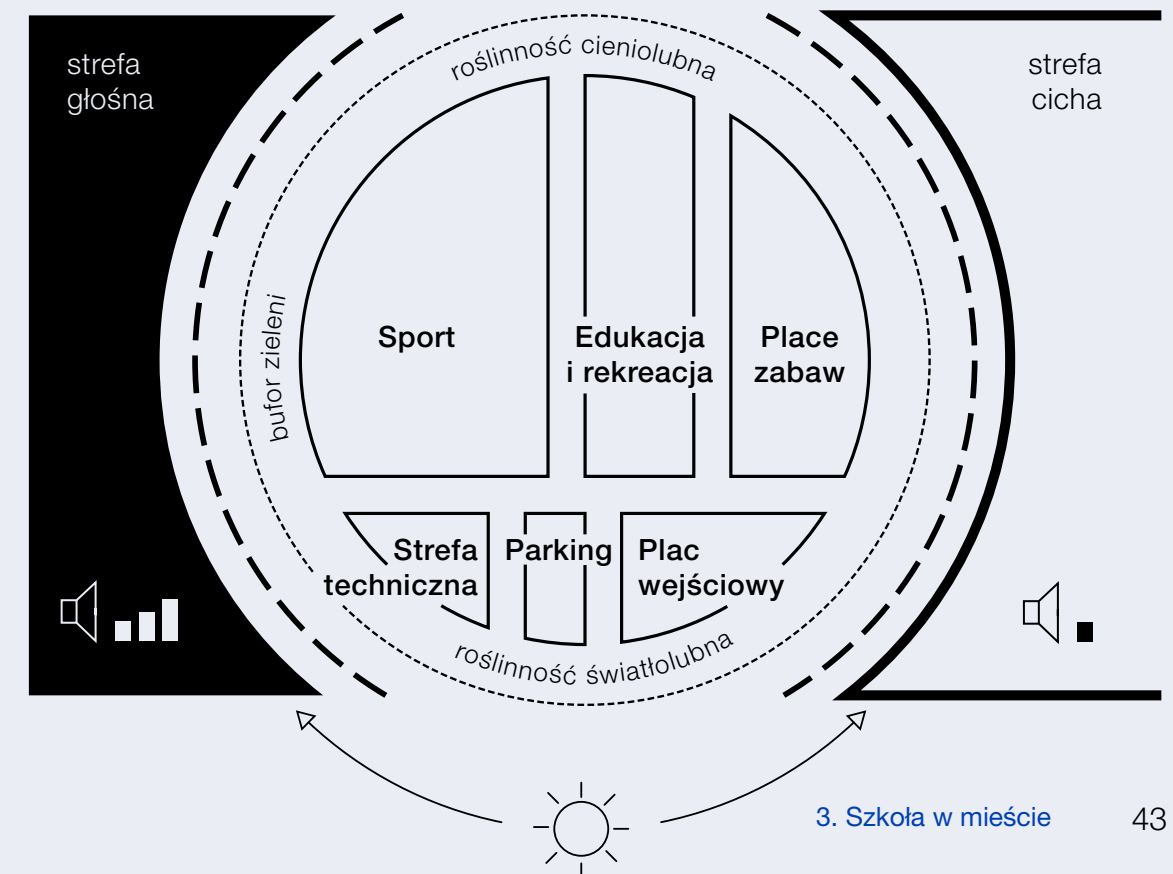 strefa
głośna
roślinność cieniolubna
strefa
cicha
bufor zieleni
Sport
Edukacja
i rekreacja
Place
zabaw
Strefa
techniczna
Parking
Plac
wejściowy
roślinność światłolubna
3. Szkoła w mieście 43